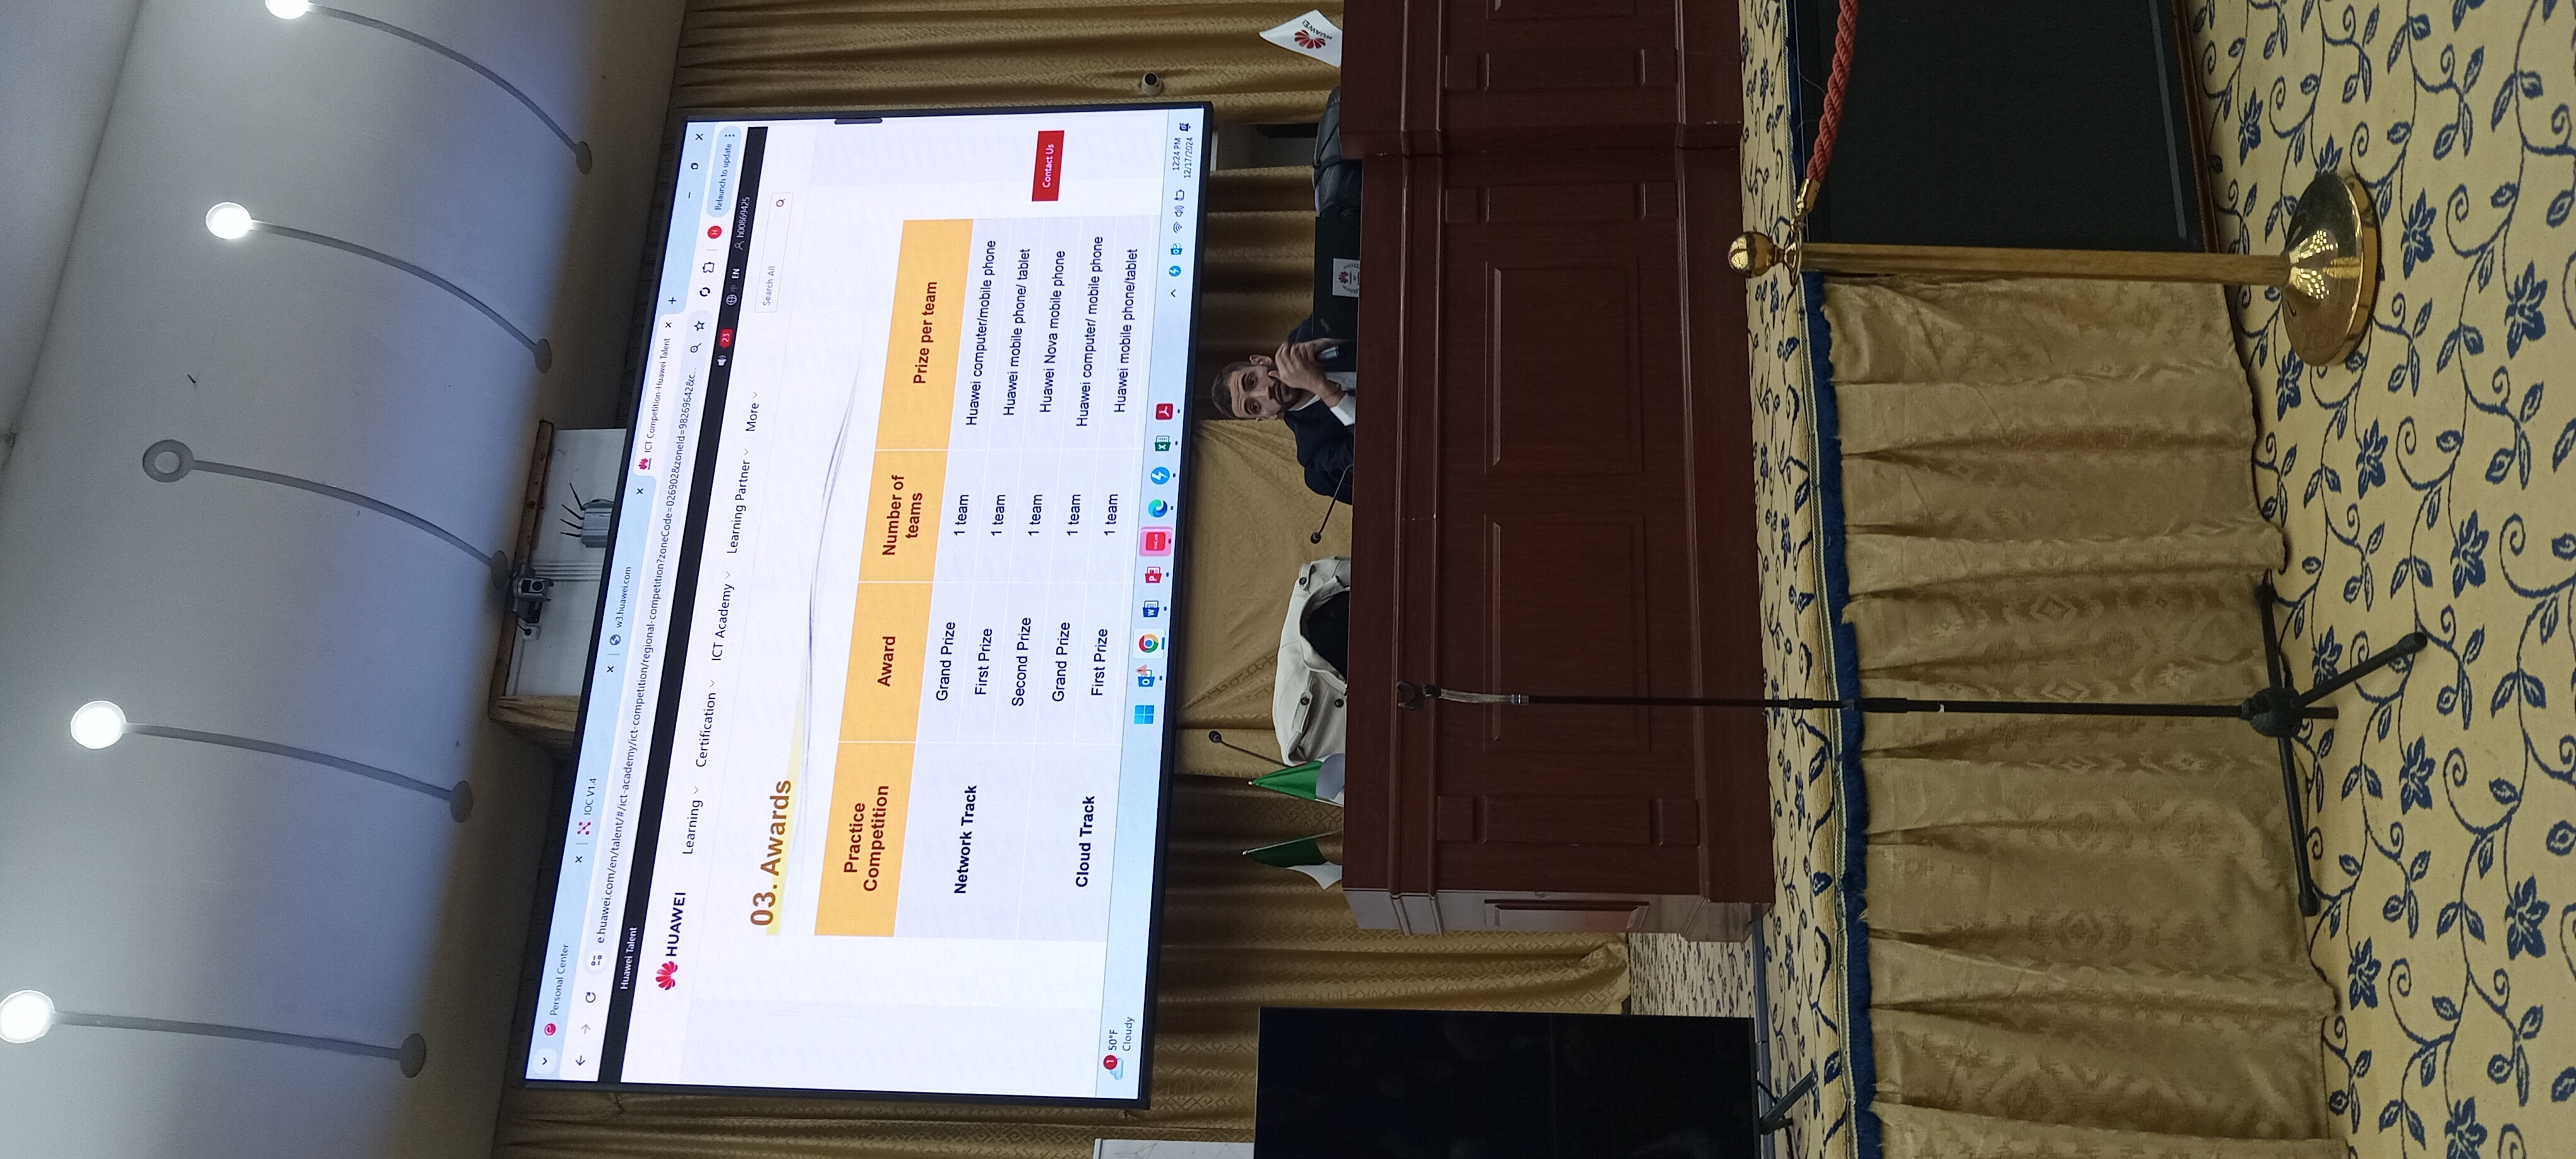 Personal Center
IOC V1.4
w3.huawei.com
ICT Competition-Huawei Talent
e.huawei.com/en/talent/#/ict-academy/ict-competition/regional-competition?zoneCode=026902&zoneId=98269642&c...
H
Relaunch to update
Huawei Talent
23
EN
h00869425
HUAWEI
Learning
Certification
ICT Academy
Learning Partner
More
Search All
03. Awards
Practice Competition
Award
Number of teams
Prize per team
Network Track
Grand Prize
1 team
Huawei computer/mobile phone
First Prize
1 team
Huawei mobile phone/ tablet
Second Prize
1 team
Huawei Nova mobile phone
Cloud Track
Grand Prize
1 team
Huawei computer/ mobile phone
First Prize
1 team
Huawei mobile phone/tablet
Contact Us
1
50°F
Cloudy
12:24 PM
12/17/2024
HUAWEI